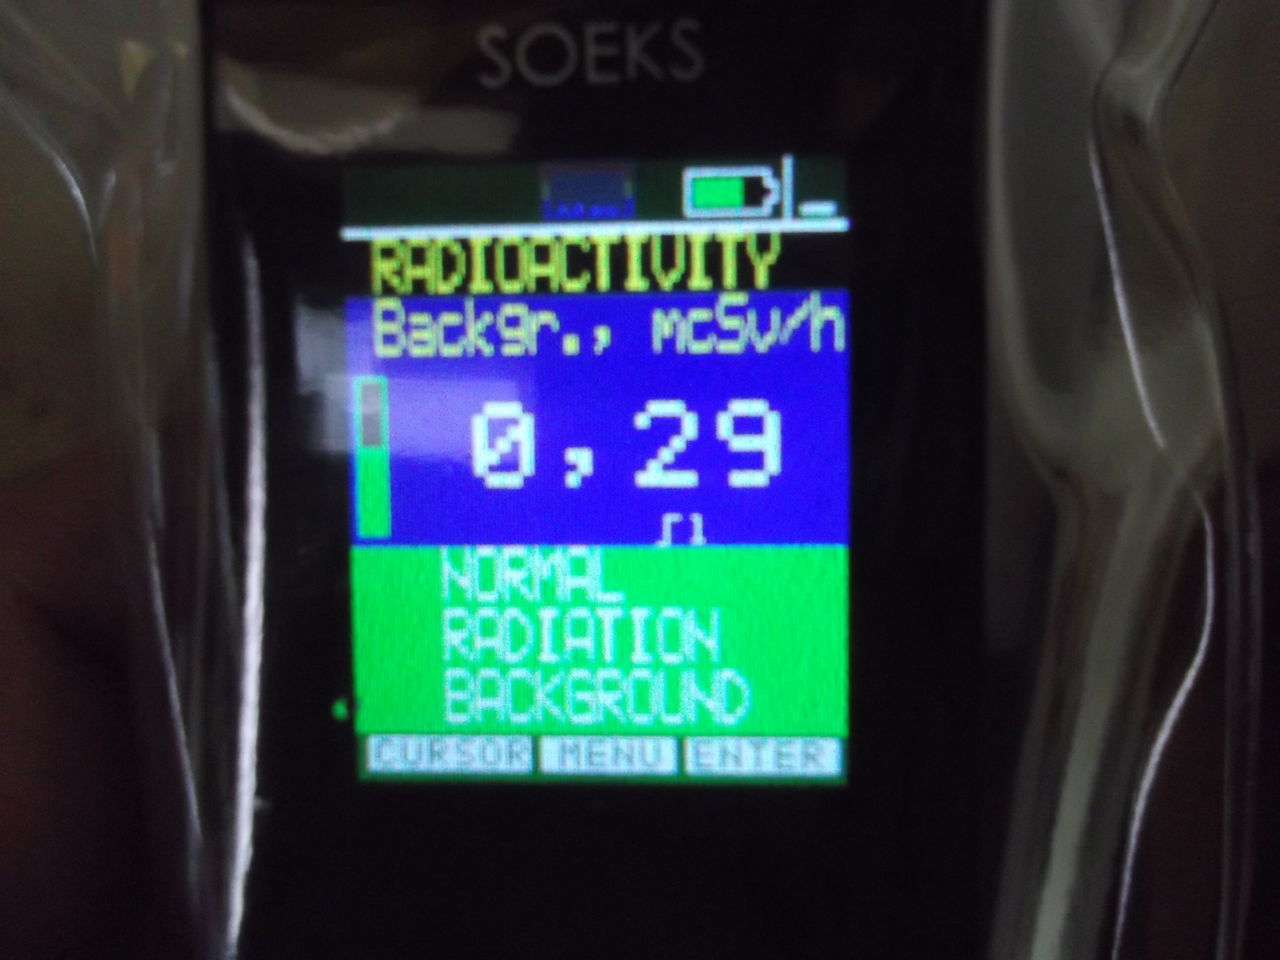 SOEKS
RADIOACTIVITY
Backgr., mcSv/h
0,29
NORMAL
RADIATION
BACKGROUND
CURSOR MENU ENTER